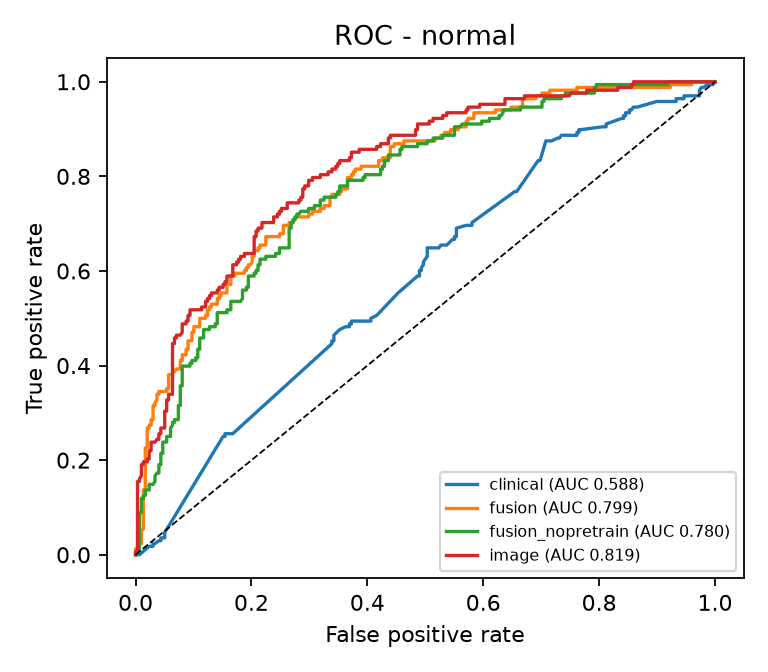 ROC - normal
True positive rate
1.0
0.8
0.6
0.4
0.2
0.0
clinical (AUC 0.588)
fusion (AUC 0.799)
fusion_nopretrain (AUC 0.780)
image (AUC 0.819)
0.0 0.2 0.4 0.6 0.8 1.0
False positive rate